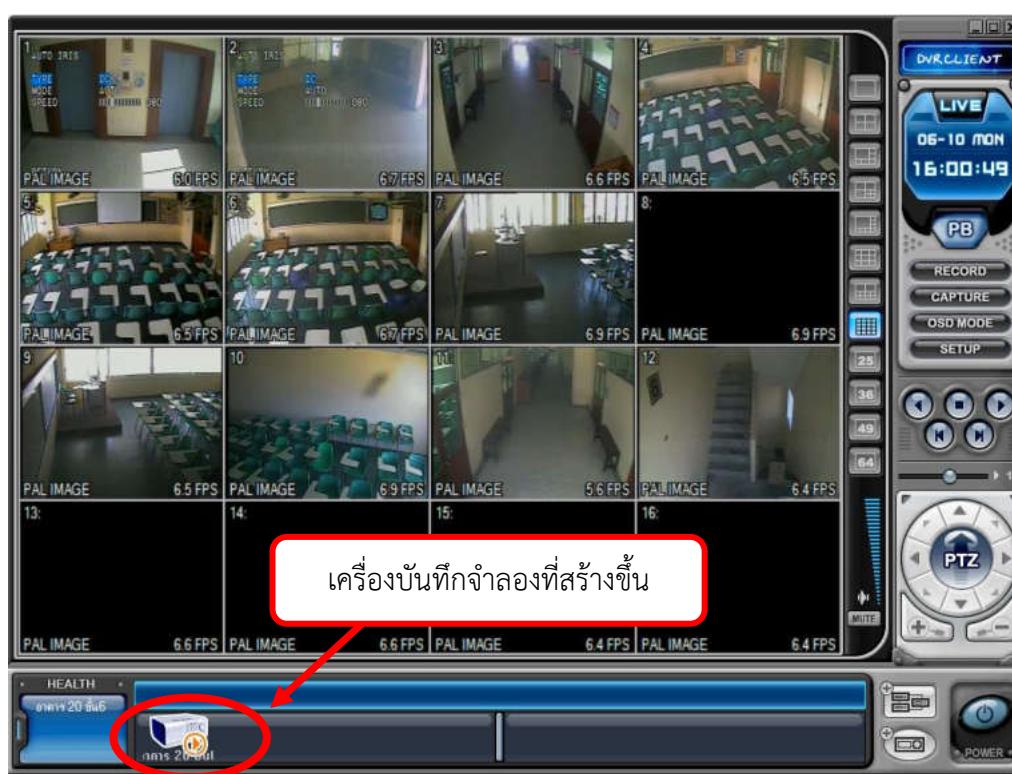 1.
AUTO IRIS
TYPE DC
MODE AUTO
SPEED 080
PAL IMAGE 6.0 FPS
2.
AUTO IRIS
TYPE DC
MODE AUTO
SPEED 080
PAL IMAGE 6.7 FPS
3.
PAL IMAGE 6.6 FPS
4.
PAL IMAGE 6.5 FPS
5.
PAL IMAGE 6.5 FPS
6.
PAL IMAGE 6.7 FPS
7.
PAL IMAGE 6.9 FPS
8:
PAL IMAGE 6.9 FPS
9
PAL IMAGE 6.5 FPS
10:
PAL IMAGE 6.9 FPS
11:
PAL IMAGE 5.6 FPS
12:
PAL IMAGE 6.4 FPS
13:
PAL IMAGE 6.6 FPS
14:
PAL IMAGE 6.6 FPS
15:
PAL IMAGE 6.4 FPS
16:
PAL IMAGE 6.4 FPS
เครื่องบันทึกจำลองที่สร้างขึ้น
25
36
49
64
MUTE
DVRCLIENT
LIVE
06-10 MON
16:00:49
PB
RECORD
CAPTURE
OSD MODE
SETUP
PTZ
HEALTH
อาคาร 20 ชั้น6
POWER